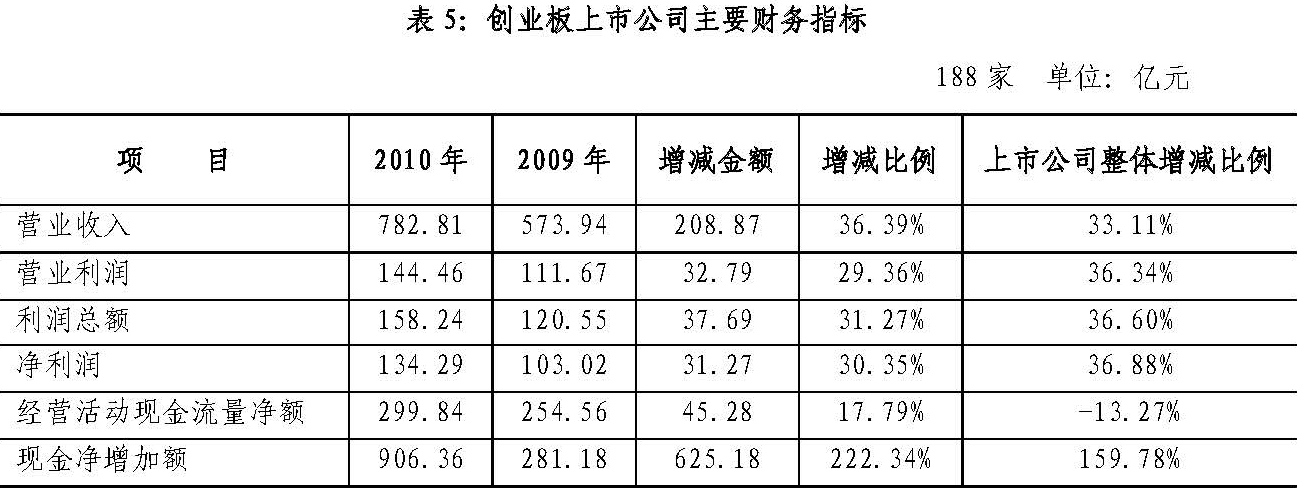 表 5：创业板上市公司主要财务指标
188 家 单位：亿元
项 目 2010 年 2009 年 增减金额 增减比例 上市公司整体增减比例
营业收入 782.81 573.94 208.87 36.39% 33.11%
营业利润 144.46 111.67 32.79 29.36% 36.34%
利润总额 158.24 120.55 37.69 31.27% 36.60%
净利润 134.29 103.02 31.27 30.35% 36.88%
经营活动现金流量净额 299.84 254.56 45.28 17.79% -13.27%
现金净增加额 906.36 281.18 625.18 222.34% 159.78%